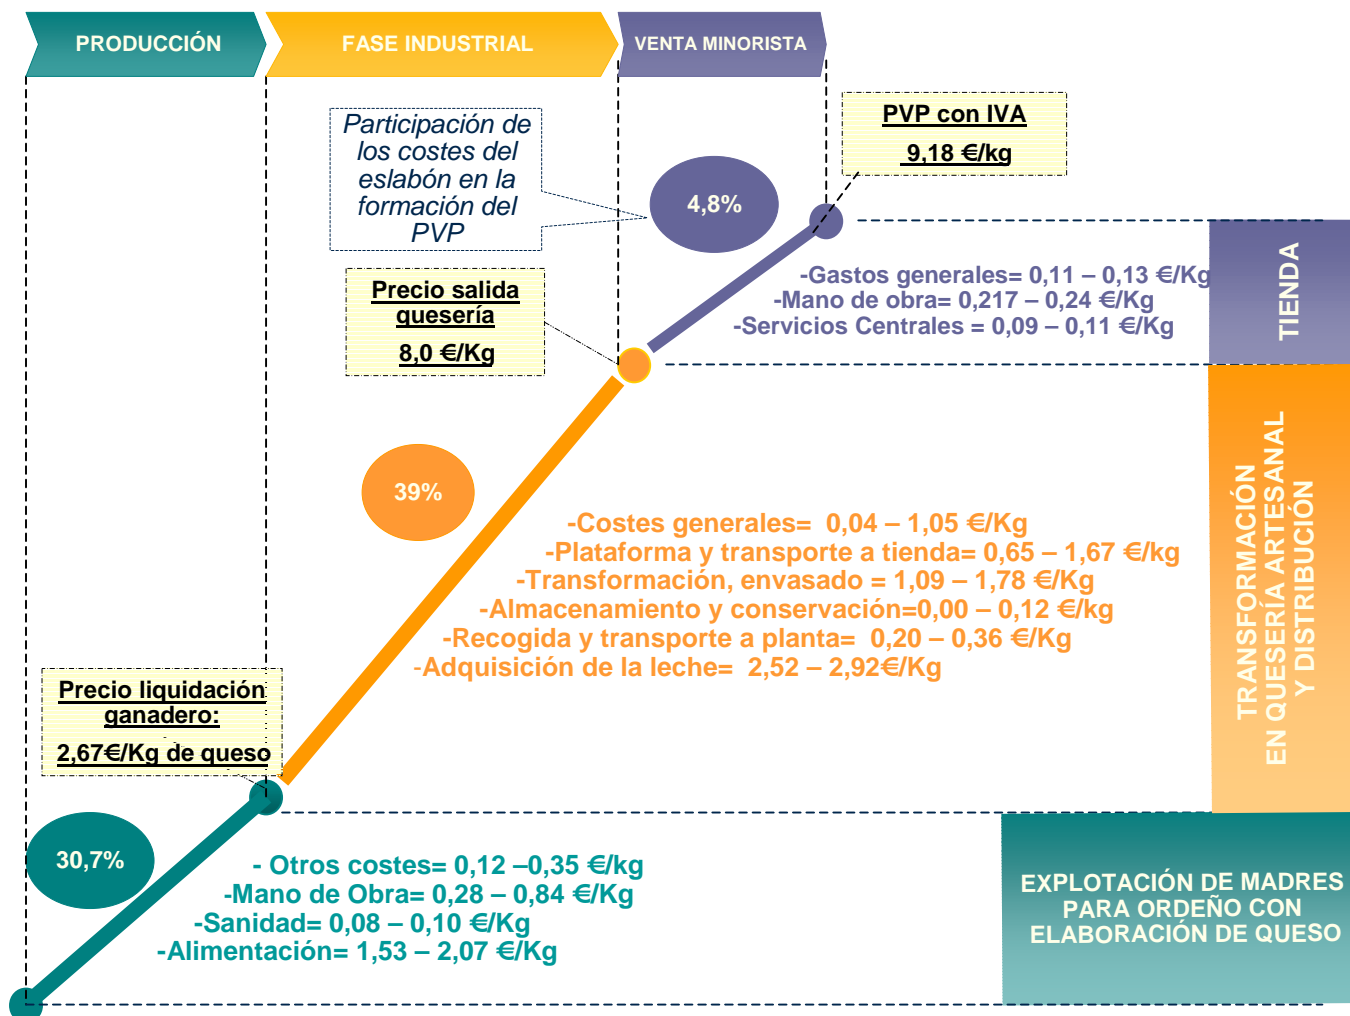 PRODUCCIÓN
FASE INDUSTRIAL
VENTA MINORISTA
Participación de
los costes del
eslabón en la
formación del
PVP
4,8%
PVP con IVA
9,18 €/kg
-Gastos generales= 0,11 – 0,13 €/Kg
-Mano de obra= 0,217 – 0,24 €/Kg
-Servicios Centrales = 0,09 – 0,11 €/Kg
TIENDA
Precio salida
quesería
8,0 €/Kg
39%
-Costes generales=  0,04 – 1,05 €/Kg
-Plataforma y transporte a tienda= 0,65 – 1,67 €/kg
-Transformación, envasado = 1,09 – 1,78 €/Kg
-Almacenamiento y conservación=0,00 – 0,12 €/kg
-Recogida y transporte a planta=  0,20 – 0,36 €/Kg
-Adquisición de la leche=  2,52 – 2,92€/Kg
TRANSFORMACIÓN
EN QUESERÍA ARTESANAL
Y DISTRIBUCIÓN
Precio liquidación
ganadero:
2,67€/Kg de queso
30,7%
- Otros costes= 0,12 –0,35 €/kg
-Mano de Obra= 0,28 – 0,84 €/Kg
-Sanidad= 0,08 – 0,10 €/Kg
-Alimentación= 1,53 – 2,07 €/Kg
EXPLOTACIÓN DE MADRES
PARA ORDEÑO CON
ELABORACIÓN DE QUESO